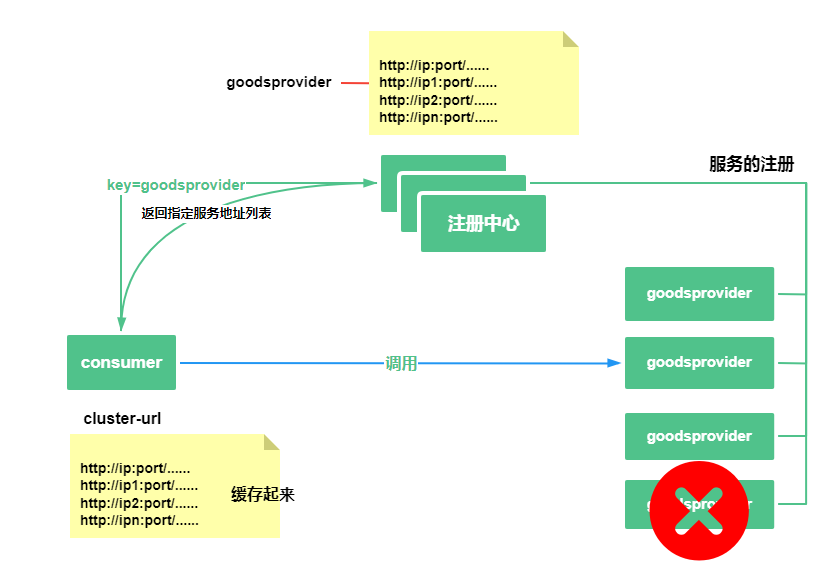 http://ip:port/......
goodsprovider
http://ip1:port/......
http://ip2:port/......
http://ipn:port/......
服务的注册
key=goodsprovider
返回指定服务地址列表
注册中心
goodsprovider
consumer
调用
goodsprovider
cluster-url
goodsprovider
http://ip:port/......
http://ip1:port/......
缓存起来
http://ip2:port/......
http://ipn:port/......